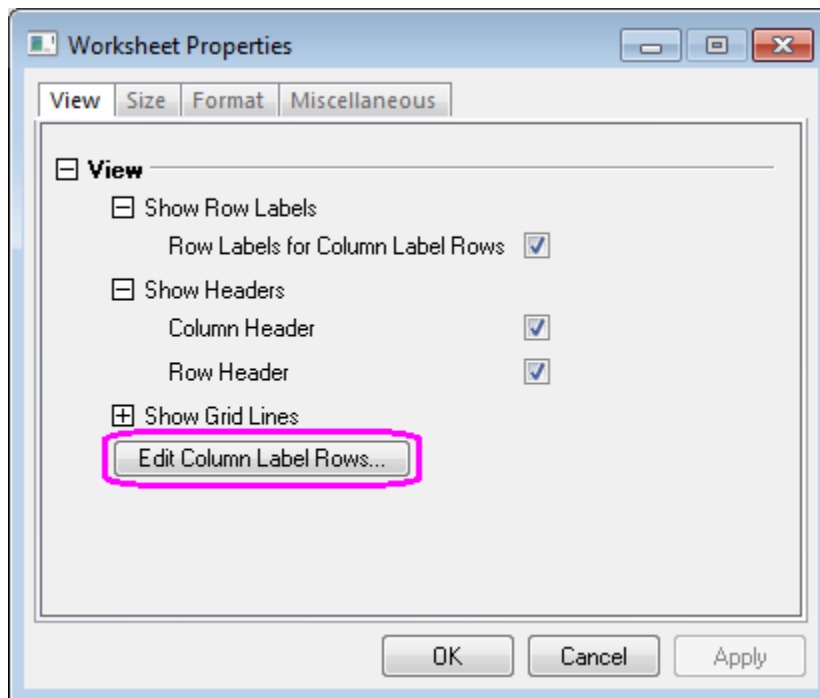 Worksheet Properties
View Size Format Miscellaneous
View
Show Row Labels
Row Labels for Column Label Rows
Show Headers
Column Header
Row Header
Show Grid Lines
Edit Column Label Rows...
OK Cancel Apply